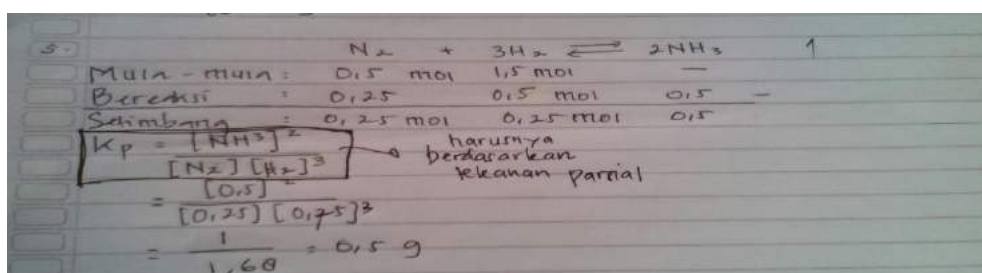 5. N2 + 3H2 ⇌ 2NH3 1
Mula - mula : 0,5 mol 1,5 mol —
Bereaksi : 0,25 0,5 mol 0,5 —
Setimbang : 0,25 mol 0,25 mol 0,5
Kp = [NH3]^2 / [N2] [H2]^3 → harusnya berdasarkan tekanan parsial
= [0,5]^2 / [0,25] [0,75]^3
= 1 / 1,68 = 0,5 g